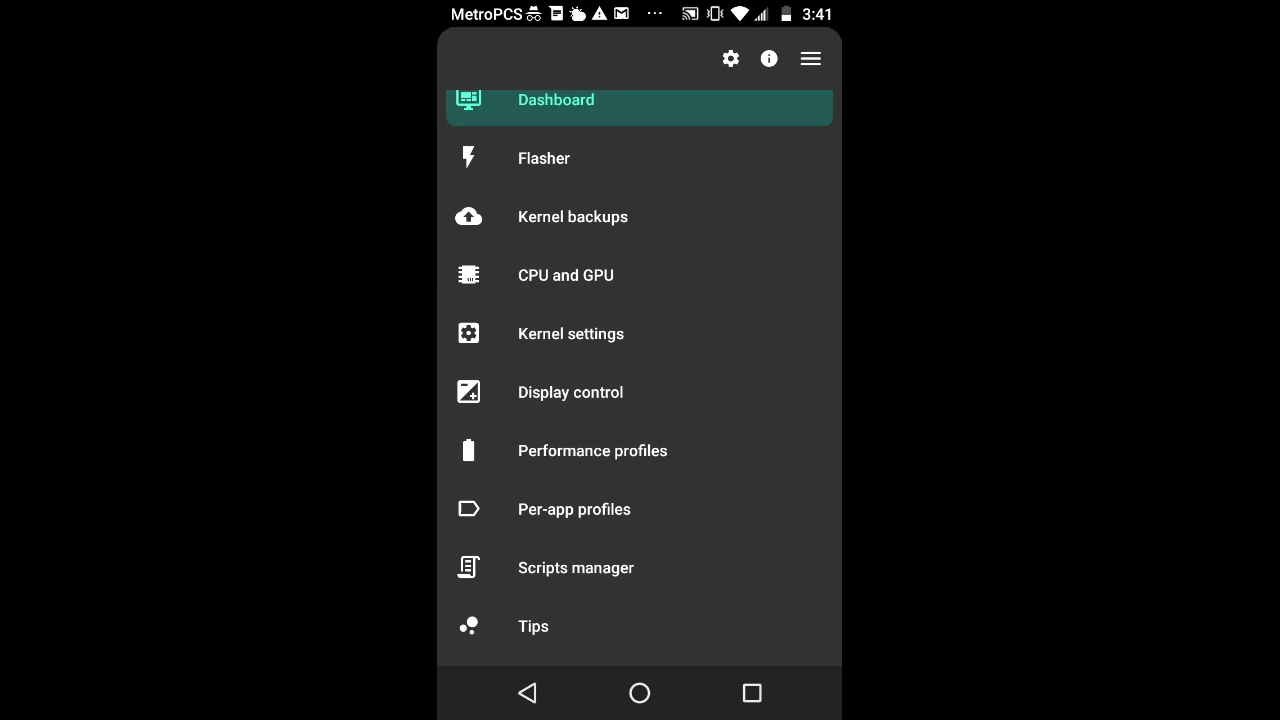 MetroPCS 3:41
Dashboard
Flasher
Kernel backups
CPU and GPU
Kernel settings
Display control
Performance profiles
Per-app profiles
Scripts manager
Tips